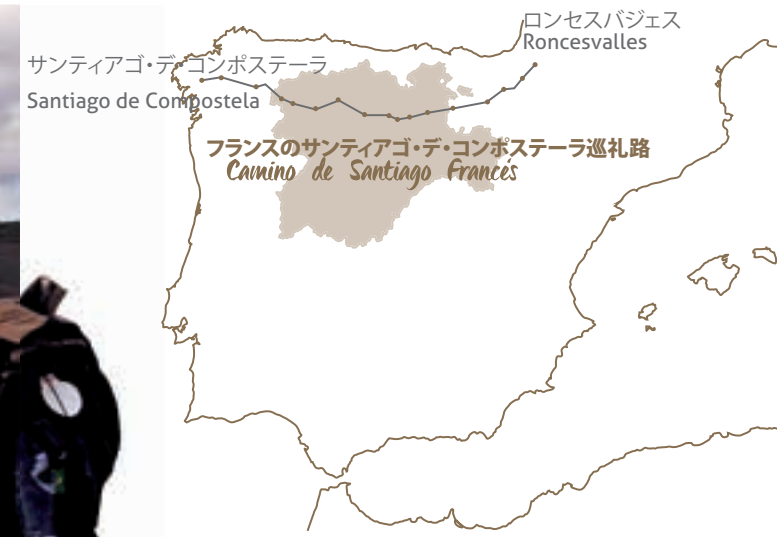 ロンセスバジェス
Roncesvalles
サンティアゴ・デ・コンポステーラ
Santiago de Compostela
フランスのサンティアゴ・デ・コンポステーラ巡礼路
Camino de Santiago Francés